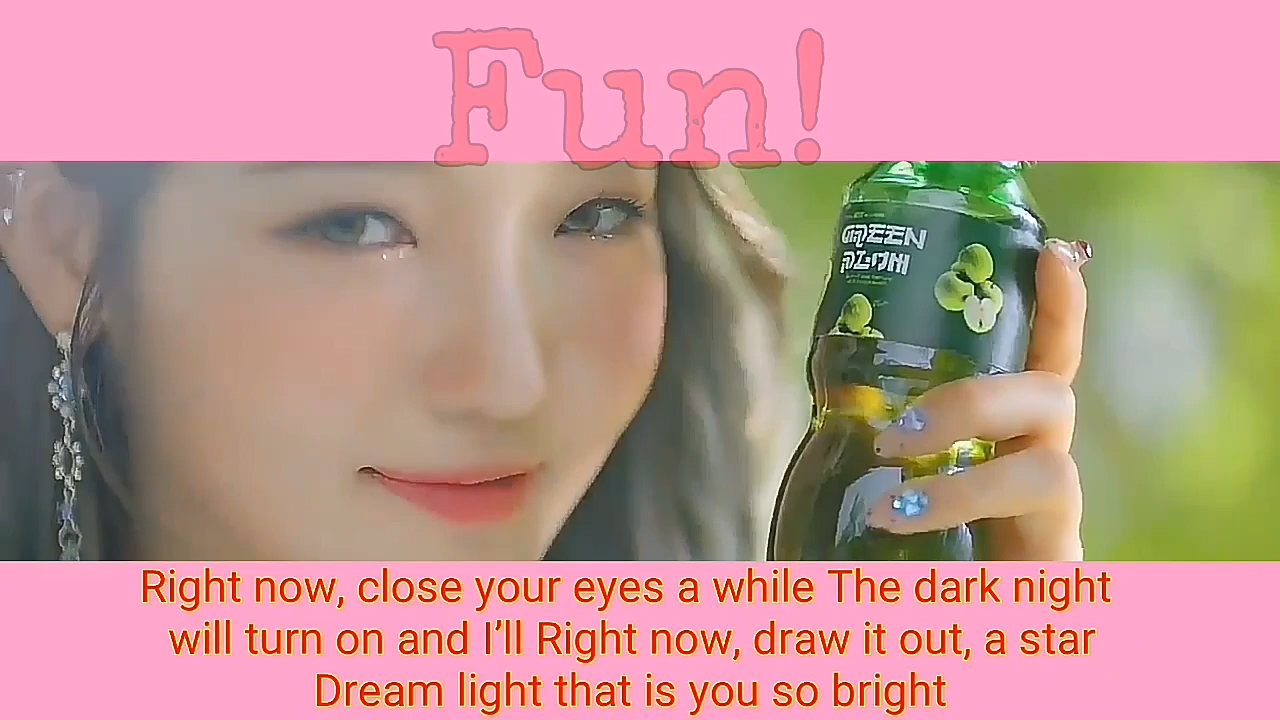 Fun!
GREEN
PLUM
Right now, close your eyes a while The dark night
will turn on and I’ll Right now, draw it out, a star
Dream light that is you so bright